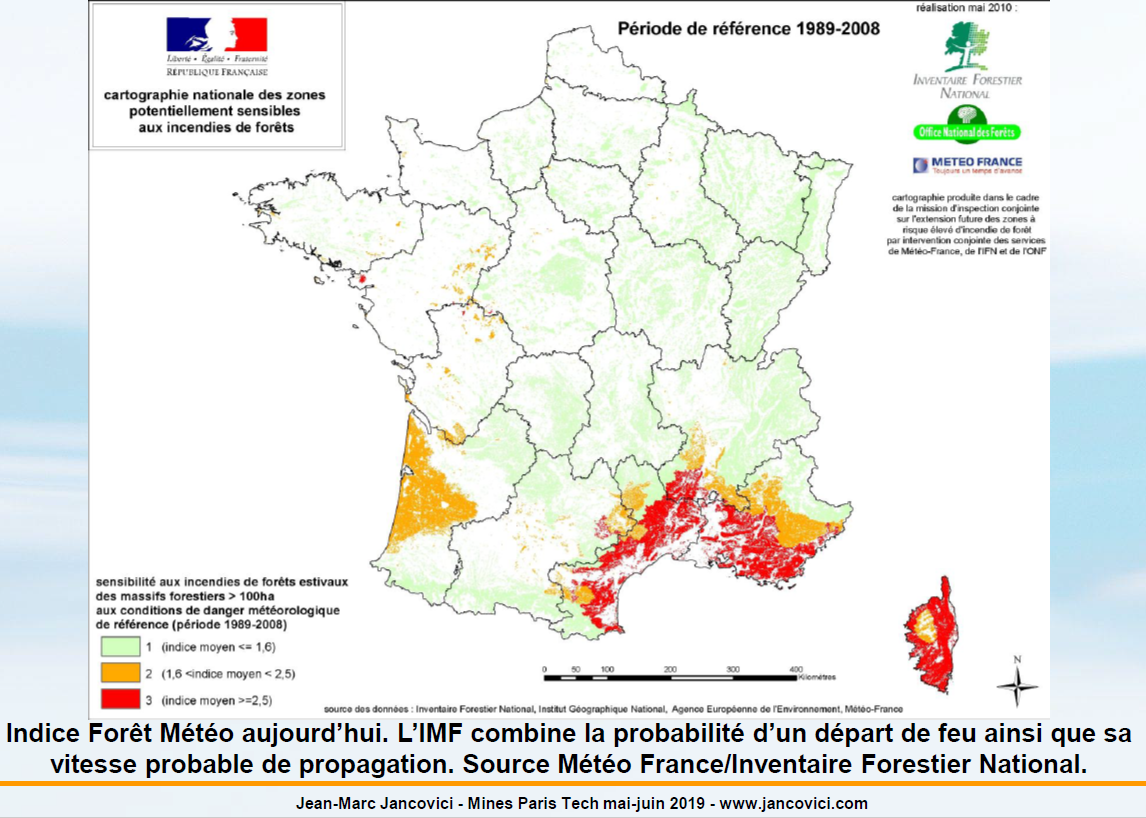 Liberté • Égalité • Fraternité
RÉPUBLIQUE FRANÇAISE
cartographie nationale des zones
potentiellement sensibles
aux incendies de forêts
Période de référence 1989-2008
réalisation mai 2010 :
INVENTAIRE FORESTIER
NATIONAL
Office National des Forêts
METEO FRANCE
Toujours un temps d'avance
cartographie produite dans le cadre
de la mission d'inspection conjointe
sur l'extension future des zones à
risque élevé d'incendie de forêt
par intervention conjointe des services
de Météo-France, de l'IFN et de l'ONF
sensibilité aux incendies de forêts estivaux
des massifs forestiers > 100ha
aux conditions de danger météorologique
de référence (période 1989-2008)
1 (indice moyen <= 1,6)
2 (1,6 <indice moyen < 2,5)
3 (indice moyen >=2,5)
0 50 100 200 300 400
Kilomètres
N
source des données : Inventaire Forestier National, Institut Géographique National, Agence Européenne de l'Environnement, Météo-France
Indice Forêt Météo aujourd'hui. L'IMF combine la probabilité d'un départ de feu ainsi que sa
vitesse probable de propagation. Source Météo France/Inventaire Forestier National.
Jean-Marc Jancovici - Mines Paris Tech mai-juin 2019 - www.jancovici.com